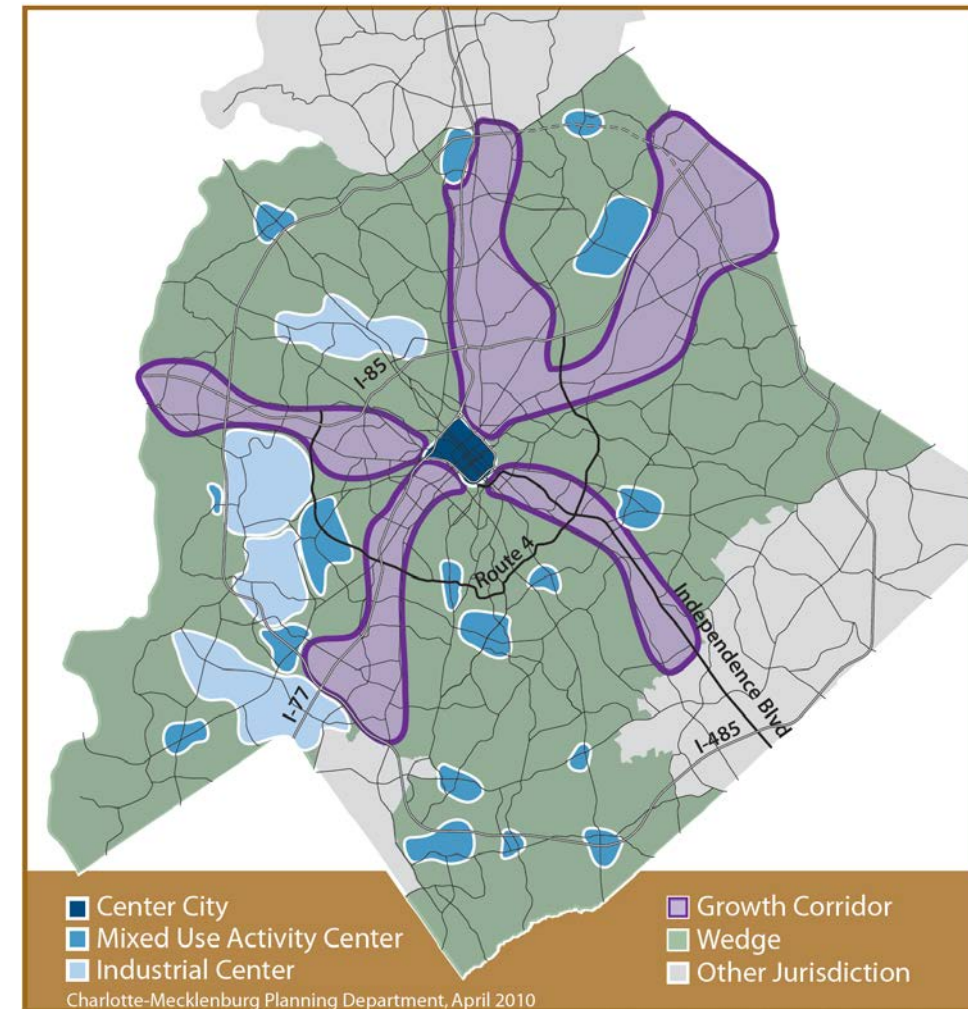 I-85
Route 4
Independence Blvd
I-77
I-485
Center City
Mixed Use Activity Center
Industrial Center
Growth Corridor
Wedge
Other Jurisdiction
Charlotte-Mecklenburg Planning Department, April 2010